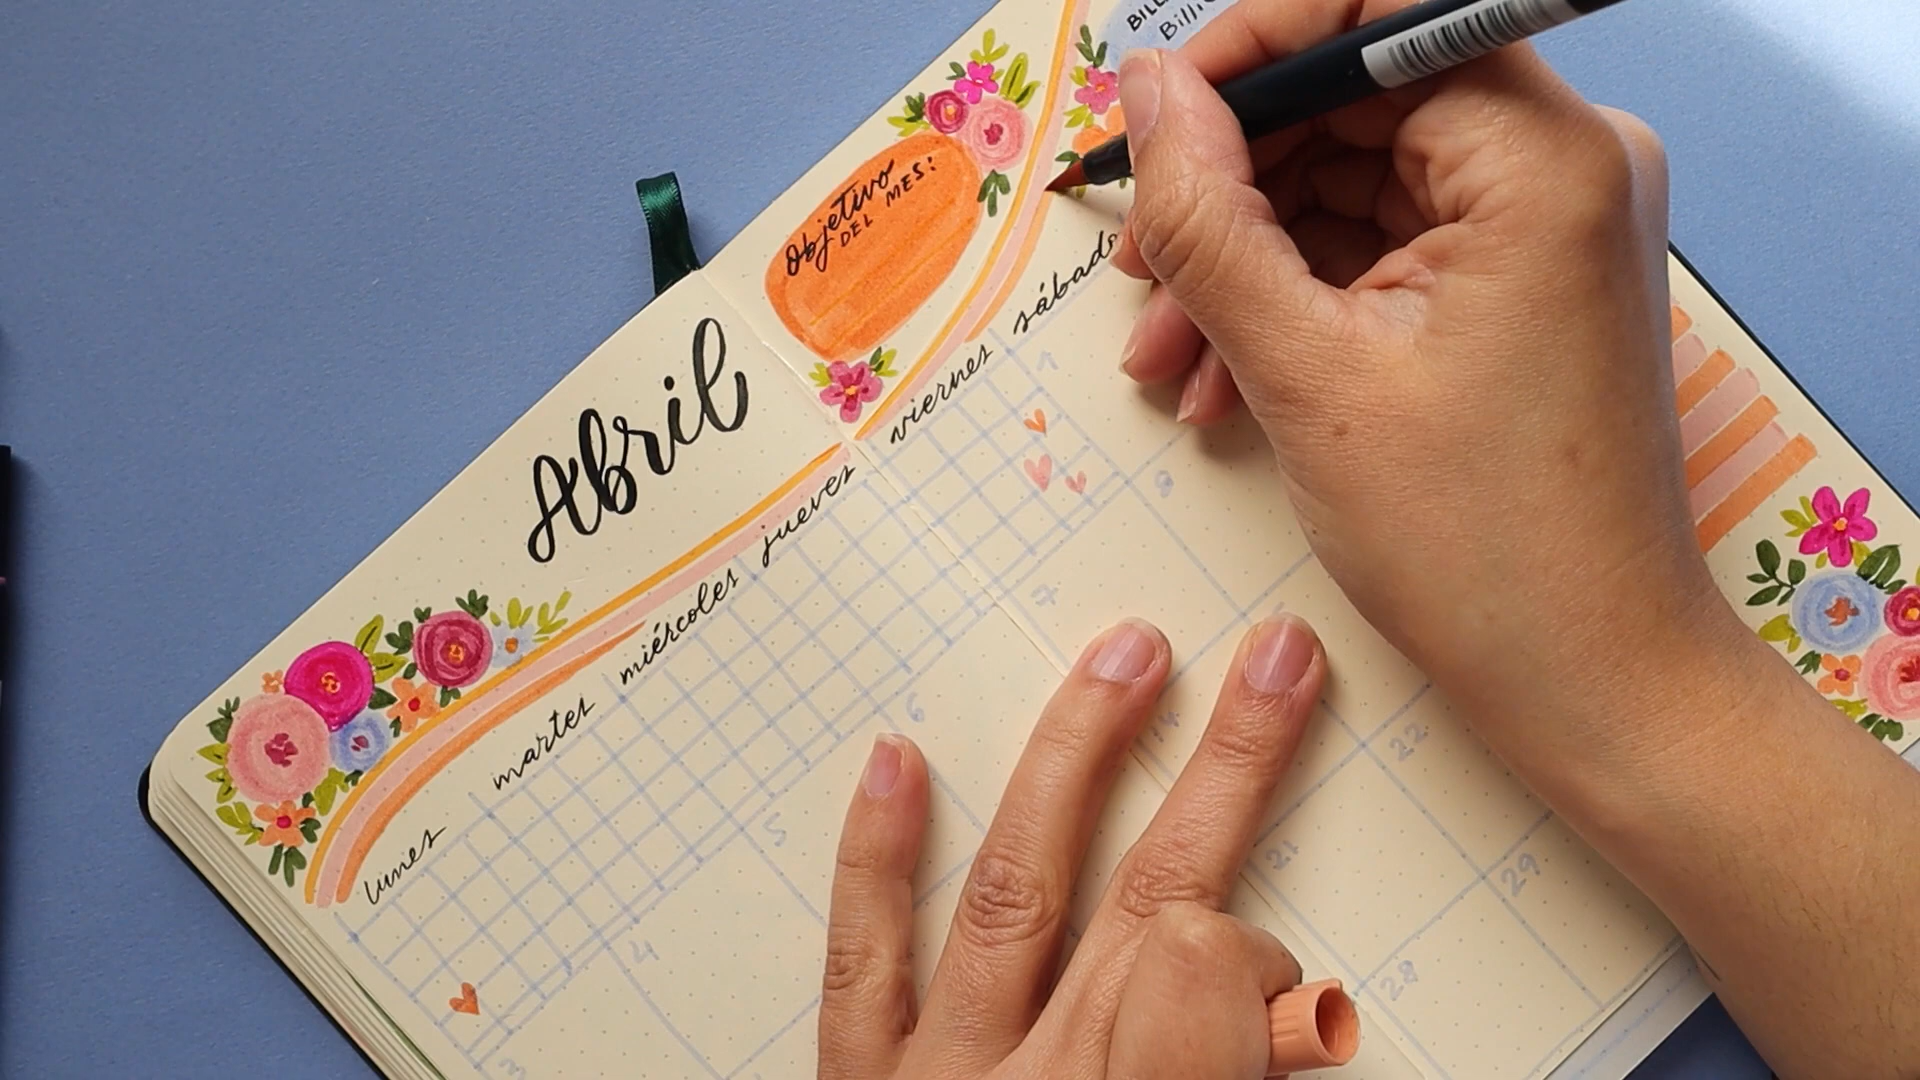 Abril
Objetivo
DEL MES:
lunes martes miércoles jueves viernes sábado
1
3 4 5 6 7 8
14
21 22
28 29